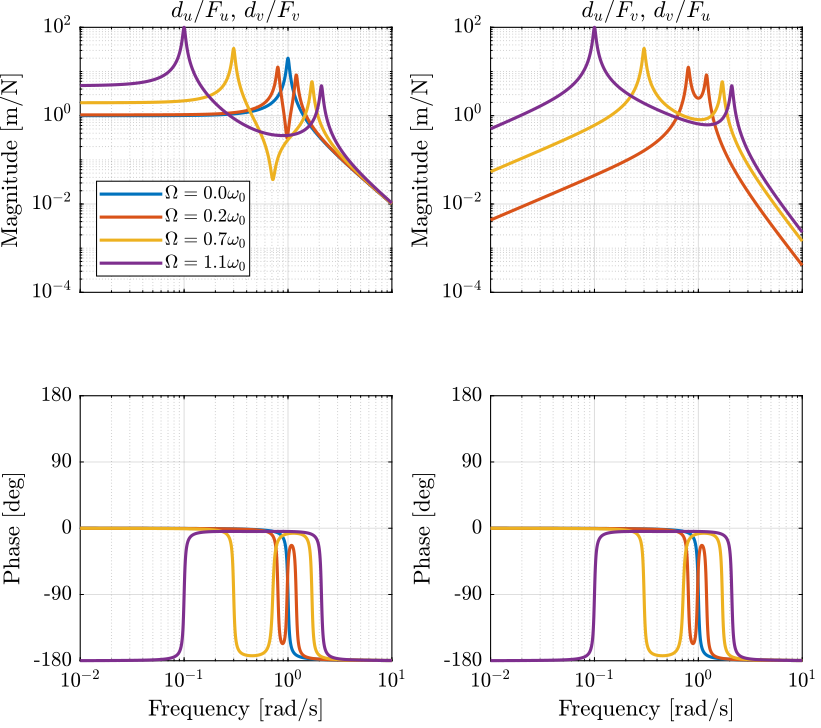 d_u/F_u, d_v/F_v
10^2
10^0
10^−2
10^−4
Magnitude [m/N]
Ω = 0.0ω_0
Ω = 0.2ω_0
Ω = 0.7ω_0
Ω = 1.1ω_0
d_u/F_v, d_v/F_u
10^2
10^0
10^−2
10^−4
Magnitude [m/N]
180
90
0
-90
-180
Phase [deg]
10^−2 10^−1 10^0 10^1
Frequency [rad/s]
180
90
0
-90
-180
Phase [deg]
10^−2 10^−1 10^0 10^1
Frequency [rad/s]